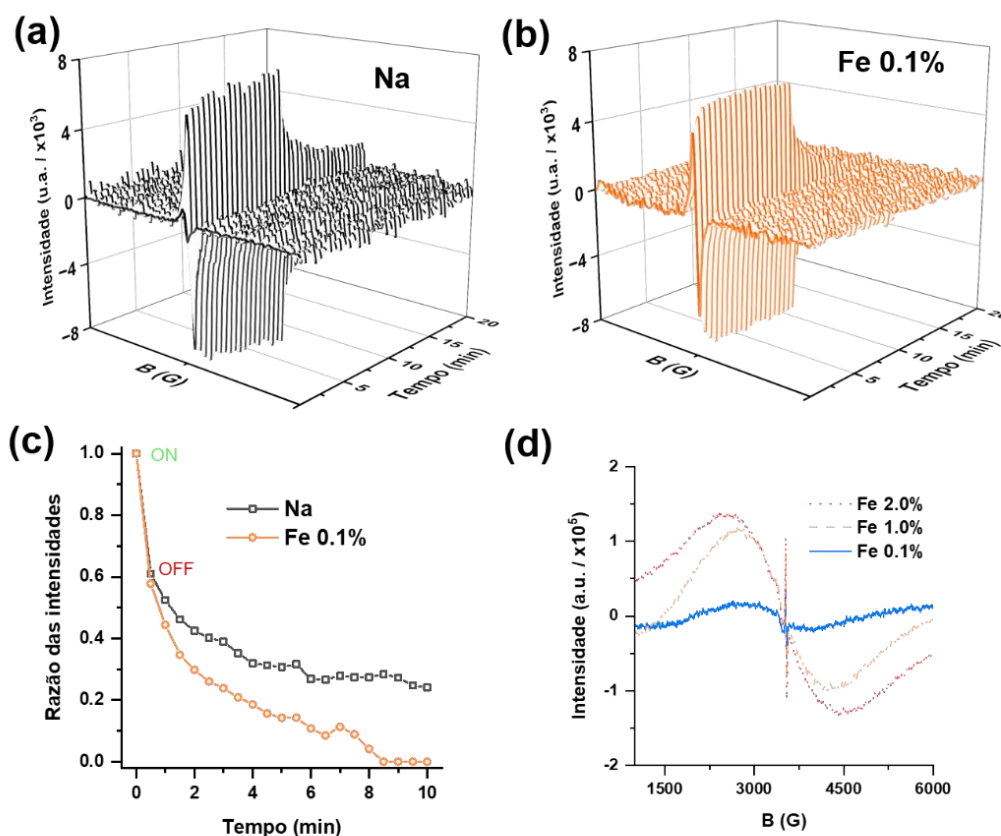 (a)
Na
Intensidade (u.a. / x10³)
8
4
0
−4
−8
B (G)
5
10
15
20
Tempo (min)
(b)
Fe 0.1%
Intensidade (u.a. / x10³)
8
4
0
−4
−8
B (G)
5
10
15
Tempo (min)
(c)
Razão das intensidades
1.0
0.8
0.6
0.4
0.2
0.0
ON
OFF
Na
Fe 0.1%
0 2 4 6 8 10
Tempo (min)
(d)
Intensidade (a.u. / x10⁵)
2
1
0
-1
-2
Fe 2.0%
Fe 1.0%
Fe 0.1%
1500 3000 4500 6000
B (G)